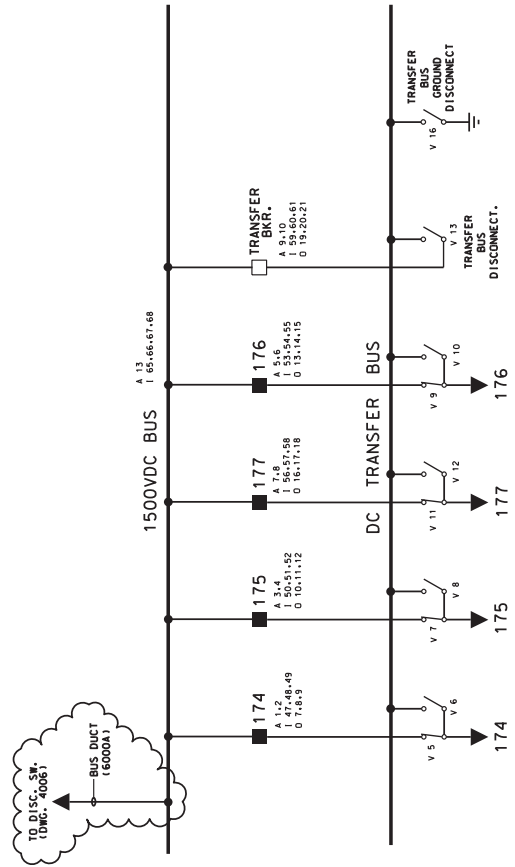 TO DISC. SW.
(DWG. 4006)
BUS DUCT
(6000A)
1500VDC BUS
A 13
I 65.66.67.68
174
A 1.2
I 47.48.49
O 7.8.9
175
A 3.4
I 50.51.52
O 10.11.12
177
A 7.8
I 56.57.58
O 16.17.18
176
A 5.6
I 53.54.55
O 13.14.15
TRANSFER
BKR.
A 9.10
I 59.60.61
O 19.20.21
DC TRANSFER BUS
V 5
V 6
V 7
V 8
V 11
V 12
V 9
V 10
V 13
TRANSFER
BUS
DISCONNECT.
V 16
TRANSFER
BUS
GROUND
DISCONNECT
174
175
177
176